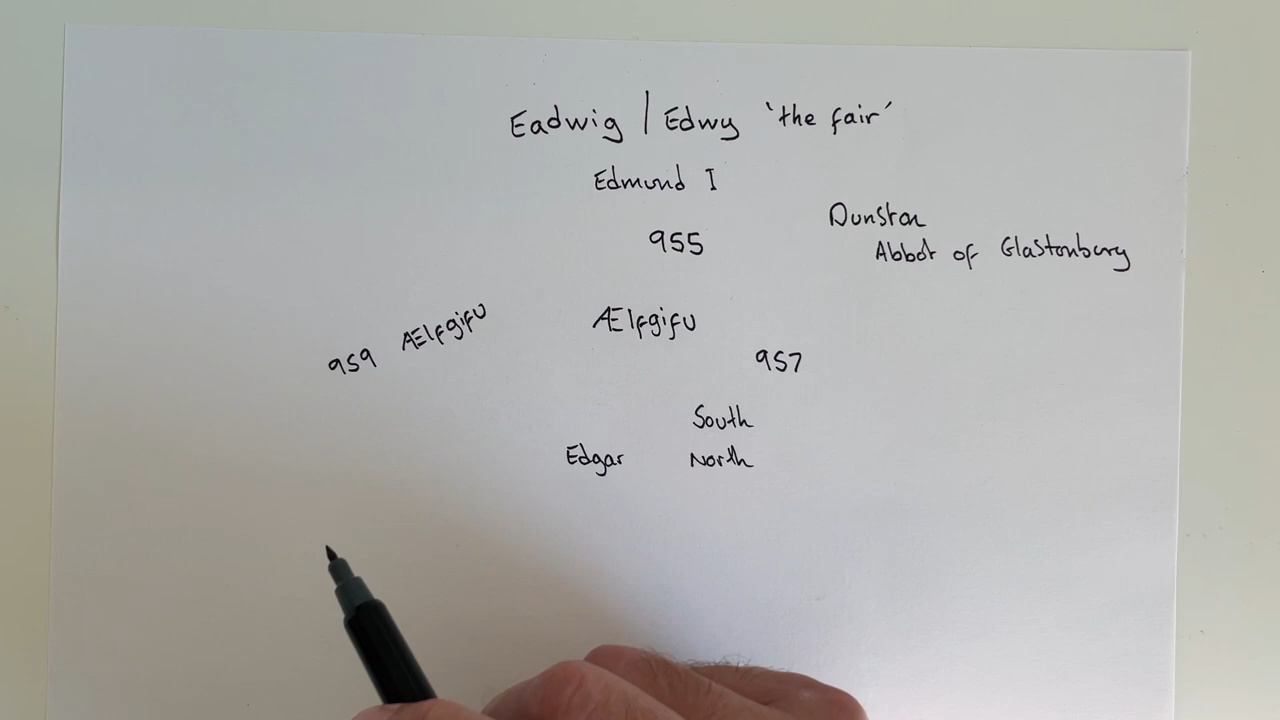 Eadwig | Edwy 'the fair'
Edmund I
Dunstan
955
Abbot of Glastonbury
Ælfgifu
Ælfgifu
959
957
South
Edgar North